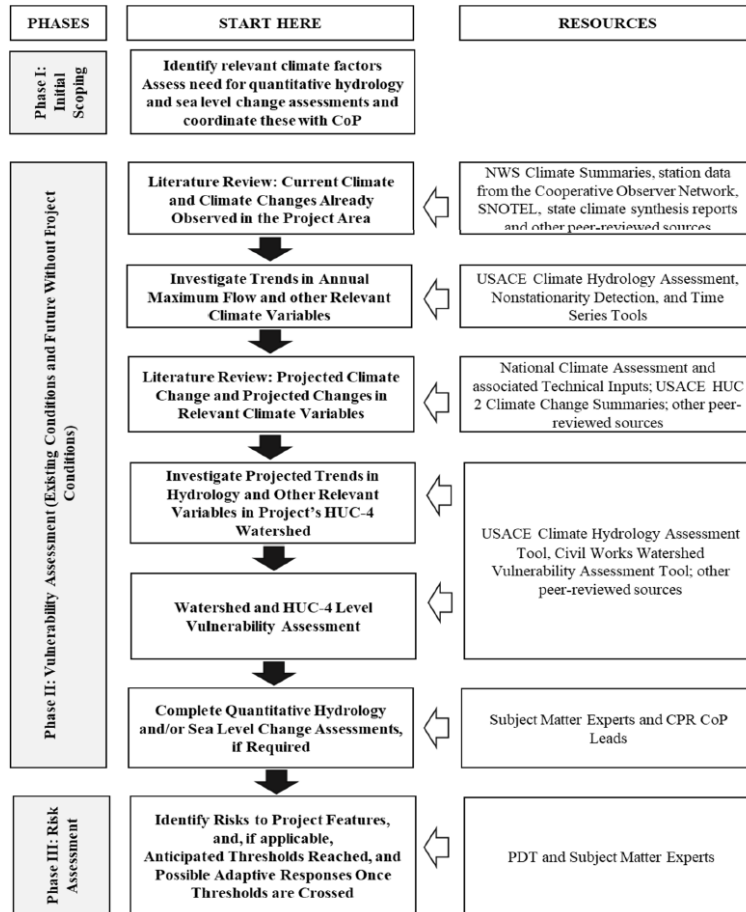 PHASES
START HERE
RESOURCES
Phase I:
Initial
Scoping
Identify relevant climate factors
Assess need for quantitative hydrology
and sea level change assessments and
coordinate these with CoP
Phase II: Vulnerability Assessment (Existing Conditions and Future Without Project
Conditions)
Literature Review: Current Climate
and Climate Changes Already
Observed in the Project Area
NWS Climate Summaries, station data
from the Cooperative Observer Network,
SNOTEL, state climate synthesis reports
and other peer-reviewed sources
Investigate Trends in Annual
Maximum Flow and other Relevant
Climate Variables
USACE Climate Hydrology Assessment,
Nonstationarity Detection, and Time
Series Tools
Literature Review: Projected Climate
Change and Projected Changes in
Relevant Climate Variables
National Climate Assessment and
associated Technical Inputs; USACE HUC
2 Climate Change Summaries; other peer-
reviewed sources
Investigate Projected Trends in
Hydrology and Other Relevant
Variables in Project's HUC-4
Watershed
USACE Climate Hydrology Assessment
Tool, Civil Works Watershed
Vulnerability Assessment Tool; other
peer-reviewed sources
Watershed and HUC-4 Level
Vulnerability Assessment
Complete Quantitative Hydrology
and/or Sea Level Change Assessments,
if Required
Subject Matter Experts and CPR CoP
Leads
Phase III: Risk
Assessment
Identify Risks to Project Features,
and, if applicable,
Anticipated Thresholds Reached, and
Possible Adaptive Responses Once
Thresholds are Crossed
PDT and Subject Matter Experts